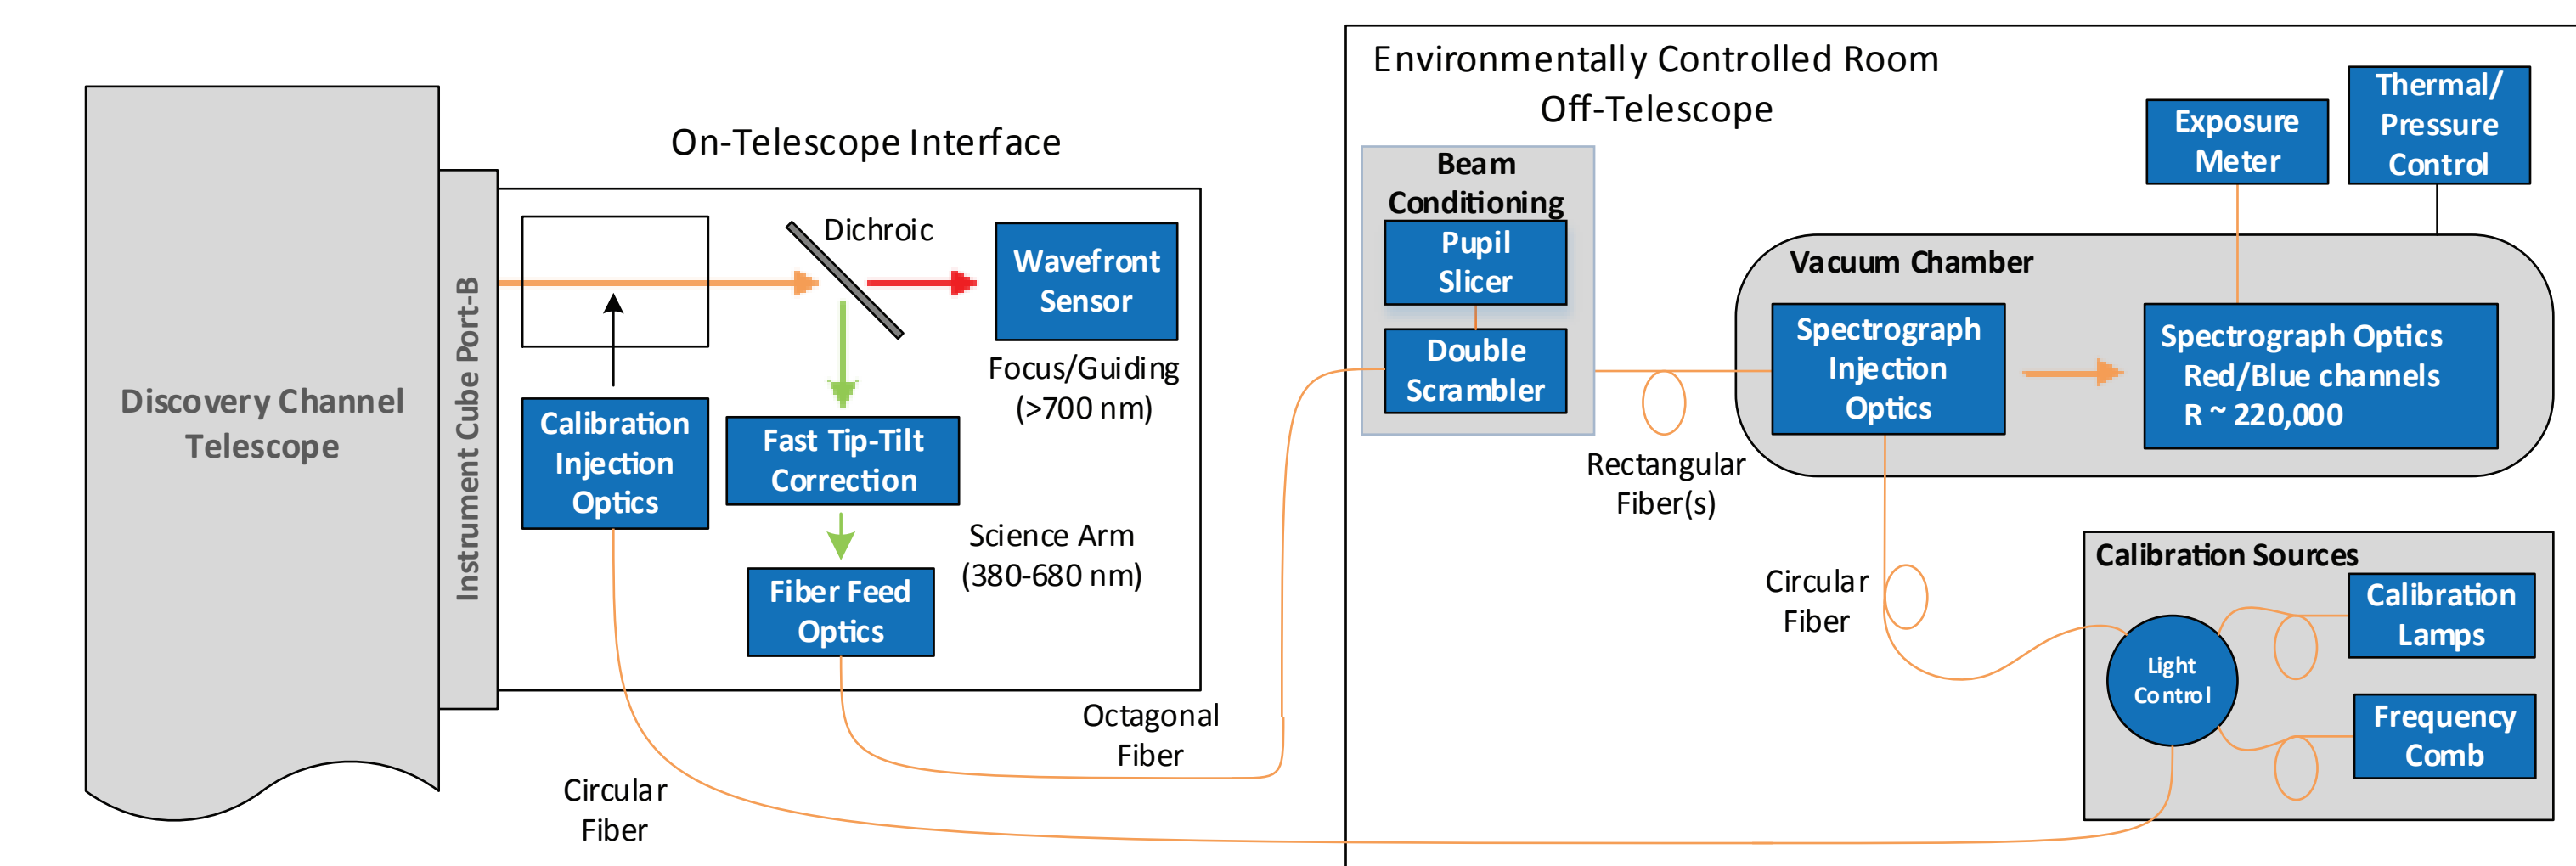 Discovery Channel
Telescope
Instrument Cube Port-B
On-Telescope Interface
Dichroic
Wavefront
Sensor
Focus/Guiding
(>700 nm)
Calibration
Injection
Optics
Fast Tip-Tilt
Correction
Science Arm
(380-680 nm)
Fiber Feed
Optics
Octagonal
Fiber
Circular
Fiber
Environmentally Controlled Room
Off-Telescope
Beam
Conditioning
Pupil
Slicer
Double
Scrambler
Rectangular
Fiber(s)
Exposure
Meter
Thermal/
Pressure
Control
Vacuum Chamber
Spectrograph
Injection
Optics
Spectrograph Optics
Red/Blue channels
R ~ 220,000
Circular
Fiber
Calibration Sources
Light
Control
Calibration
Lamps
Frequency
Comb